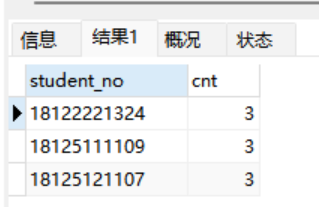 信息 结果1 概况 状态
student_no cnt
18122221324 3
18125111109 3
18125121107 3